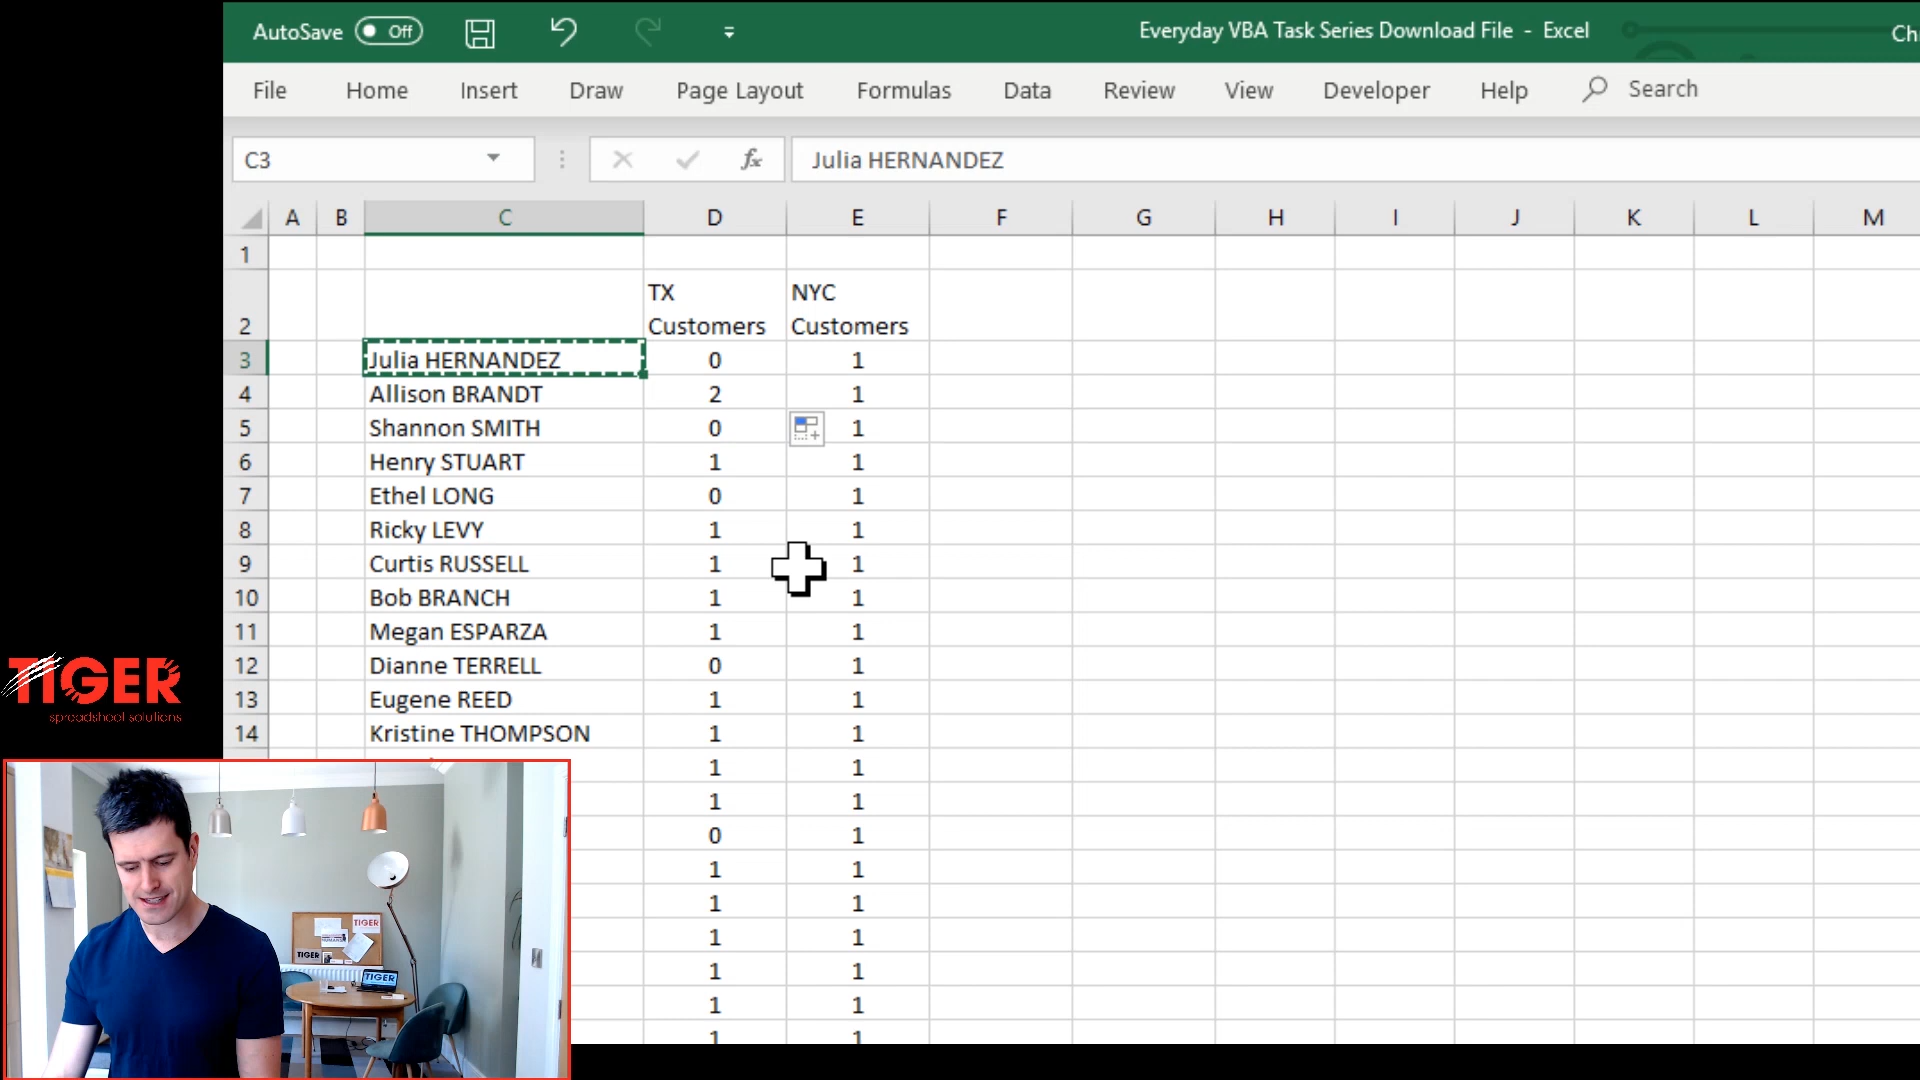 AutoSave Off
Everyday VBA Task Series Download File - Excel
File Home Insert Draw Page Layout Formulas Data Review View Developer Help Search
C3 fx Julia HERNANDEZ
A B C D E F G H I J K L M
1
TX NYC
2 Customers Customers
3 Julia HERNANDEZ 0 1
4 Allison BRANDT 2 1
5 Shannon SMITH 0 1
6 Henry STUART 1 1
7 Ethel LONG 0 1
8 Ricky LEVY 1 1
9 Curtis RUSSELL 1 1
10 Bob BRANCH 1 1
11 Megan ESPARZA 1 1
12 Dianne TERRELL 0 1
13 Eugene REED 1 1
14 Kristine THOMPSON 1 1
1 1
1 1
0 1
1 1
1 1
1 1
1 1
1 1
1 1
TIGER
spreadsheet solutions
TIGER
TIGER
TIGER